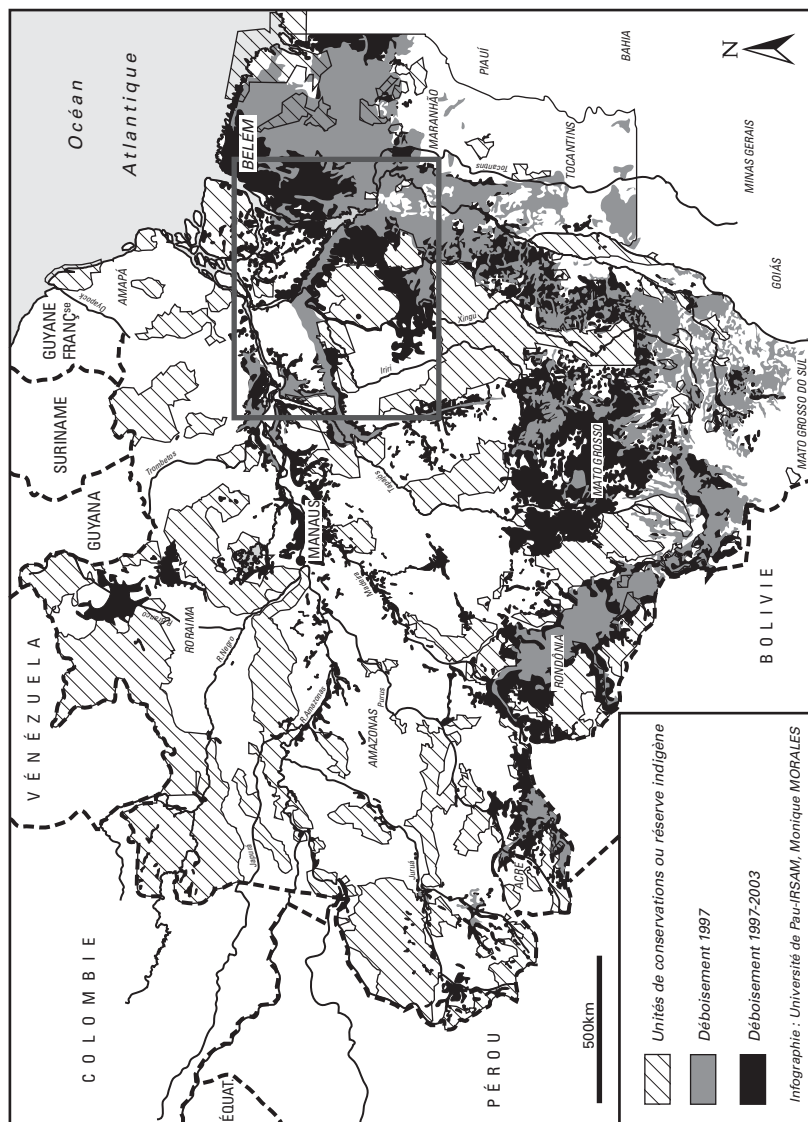 Océan
Atlantique
GUYANE
FRANÇse
SURINAME
GUYANA
VÉNÉZUELA
COLOMBIE
ÉQUAT.
PÉROU
BOLIVIE
Oyapock
AMAPÁ
BELÉM
Trombetas
MANAUS
RORAIMA
R.Negro
R.Amazonas
Japurá
AMAZONAS
Juruá
Purus
Madeira
Tapajós
Iriri
Xingu
Tocantins
MARANHÃO
PIAUÍ
BAHIA
TOCANTINS
MINAS GERAIS
GOIÁS
MATO GROSSO
MATO GROSSO DO SUL
RONDÔNIA
ACRE
N
500km
Unités de conservations ou réserve indigène
Déboisement 1997
Déboisement 1997-2003
Infographie : Université de Pau-IRSAM, Monique MORALES